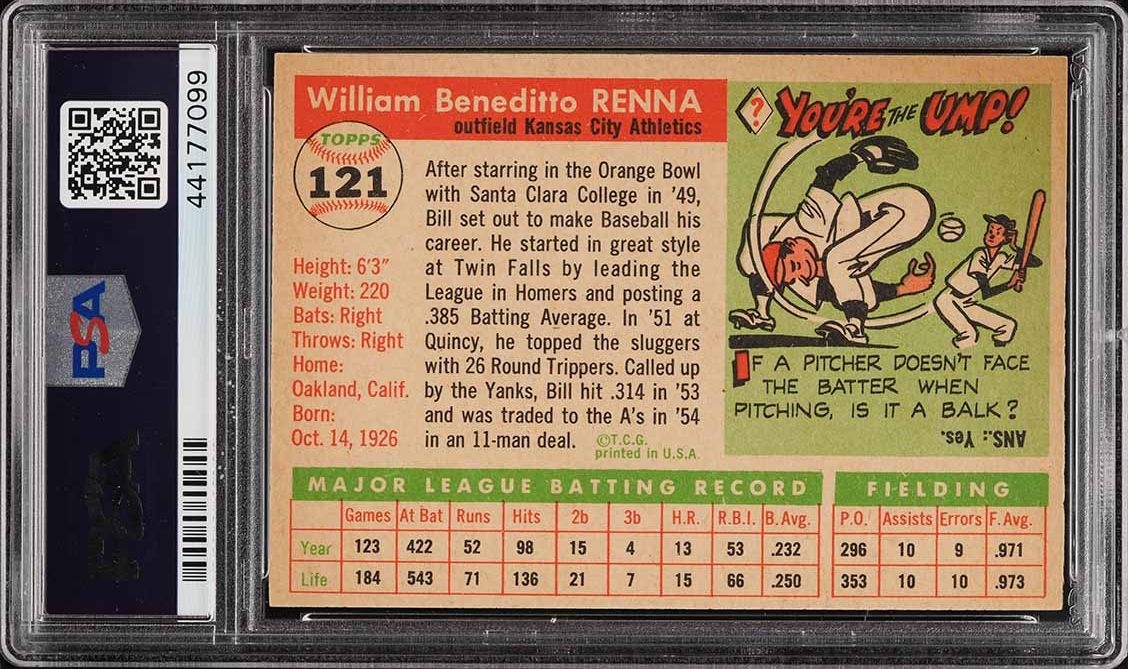 44177099
PSA
PSA
William Beneditto RENNA
outfield Kansas City Athletics
TOPPS
121
Height: 6'3"
Weight: 220
Bats: Right
Throws: Right
Home:
Oakland, Calif.
Born:
Oct. 14, 1926
After starring in the Orange Bowl
with Santa Clara College in '49,
Bill set out to make Baseball his
career. He started in great style
at Twin Falls by leading the
League in Homers and posting a
.385 Batting Average. In '51 at
Quincy, he topped the sluggers
with 26 Round Trippers. Called up
by the Yanks, Bill hit .314 in '53
and was traded to the A's in '54
in an 11-man deal.
©T.C.G.
printed in U.S.A.
? YOU'RE THE UMP!
IF A PITCHER DOESN'T FACE
THE BATTER WHEN
PITCHING, IS IT A BALK?
ANS.: Yes.
MAJOR LEAGUE BATTING RECORD
Games At Bat Runs Hits 2b 3b H.R. R.B.I. B.Avg.
Year 123 422 52 98 15 4 13 53 .232
Life 184 543 71 136 21 7 15 66 .250
FIELDING
P.O. Assists Errors F.Avg.
296 10 9 .971
353 10 10 .973